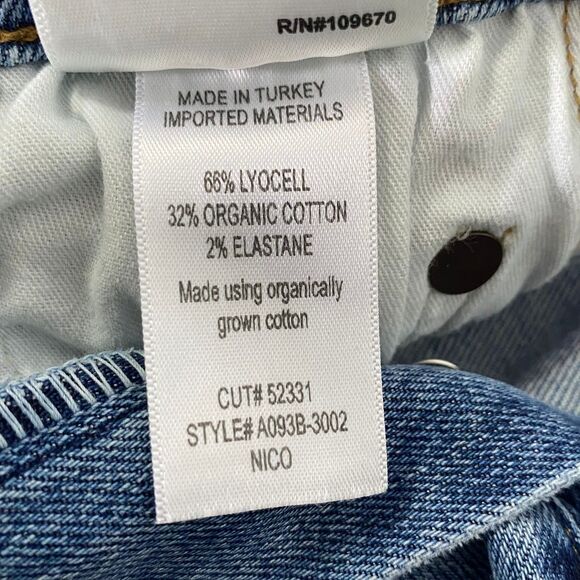 R/N#109670
MADE IN TURKEY
IMPORTED MATERIALS
66% LYOCELL
32% ORGANIC COTTON
2% ELASTANE
Made using organically
grown cotton
CUT# 52331
STYLE# A093B-3002
NICO